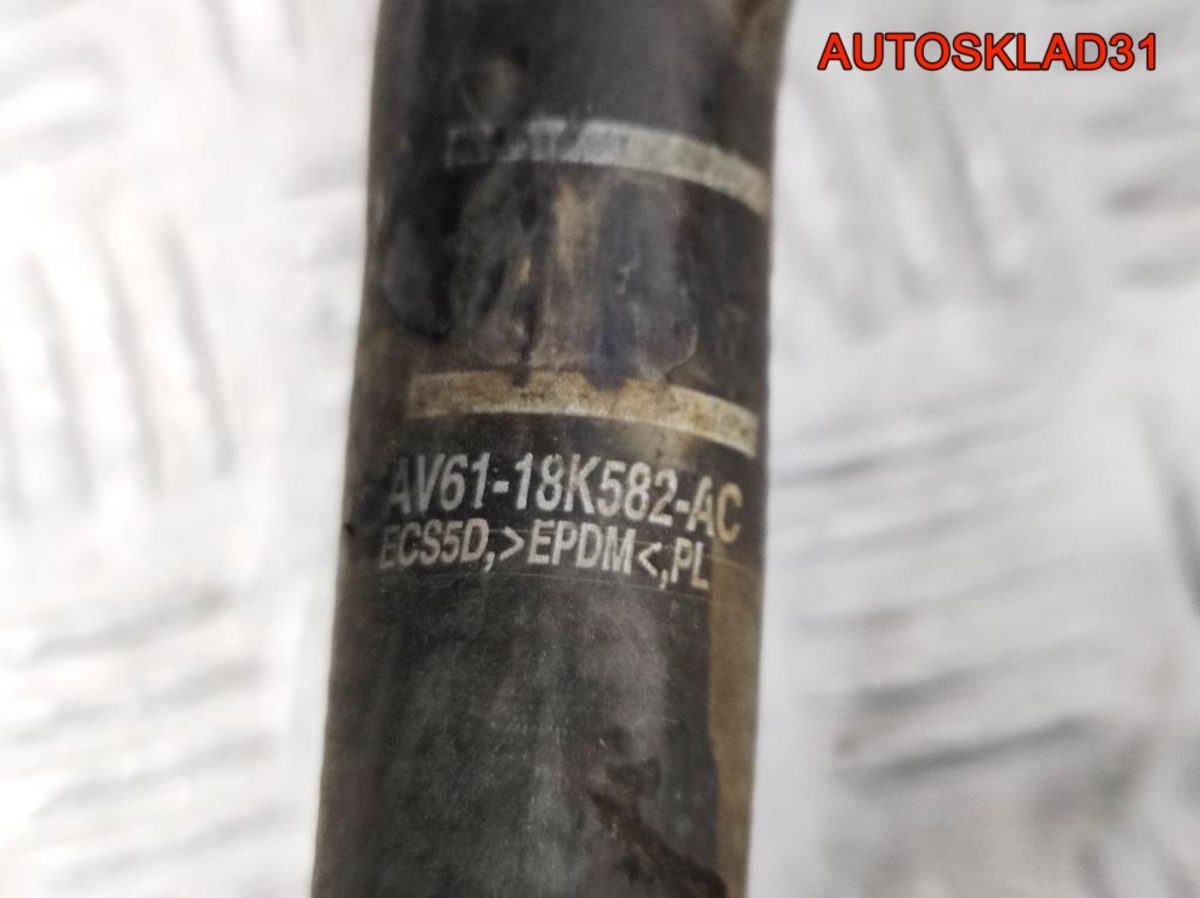 AUTOSKLAD31
AV61-18K582-AC
ECS5D,>EPDM<,PL